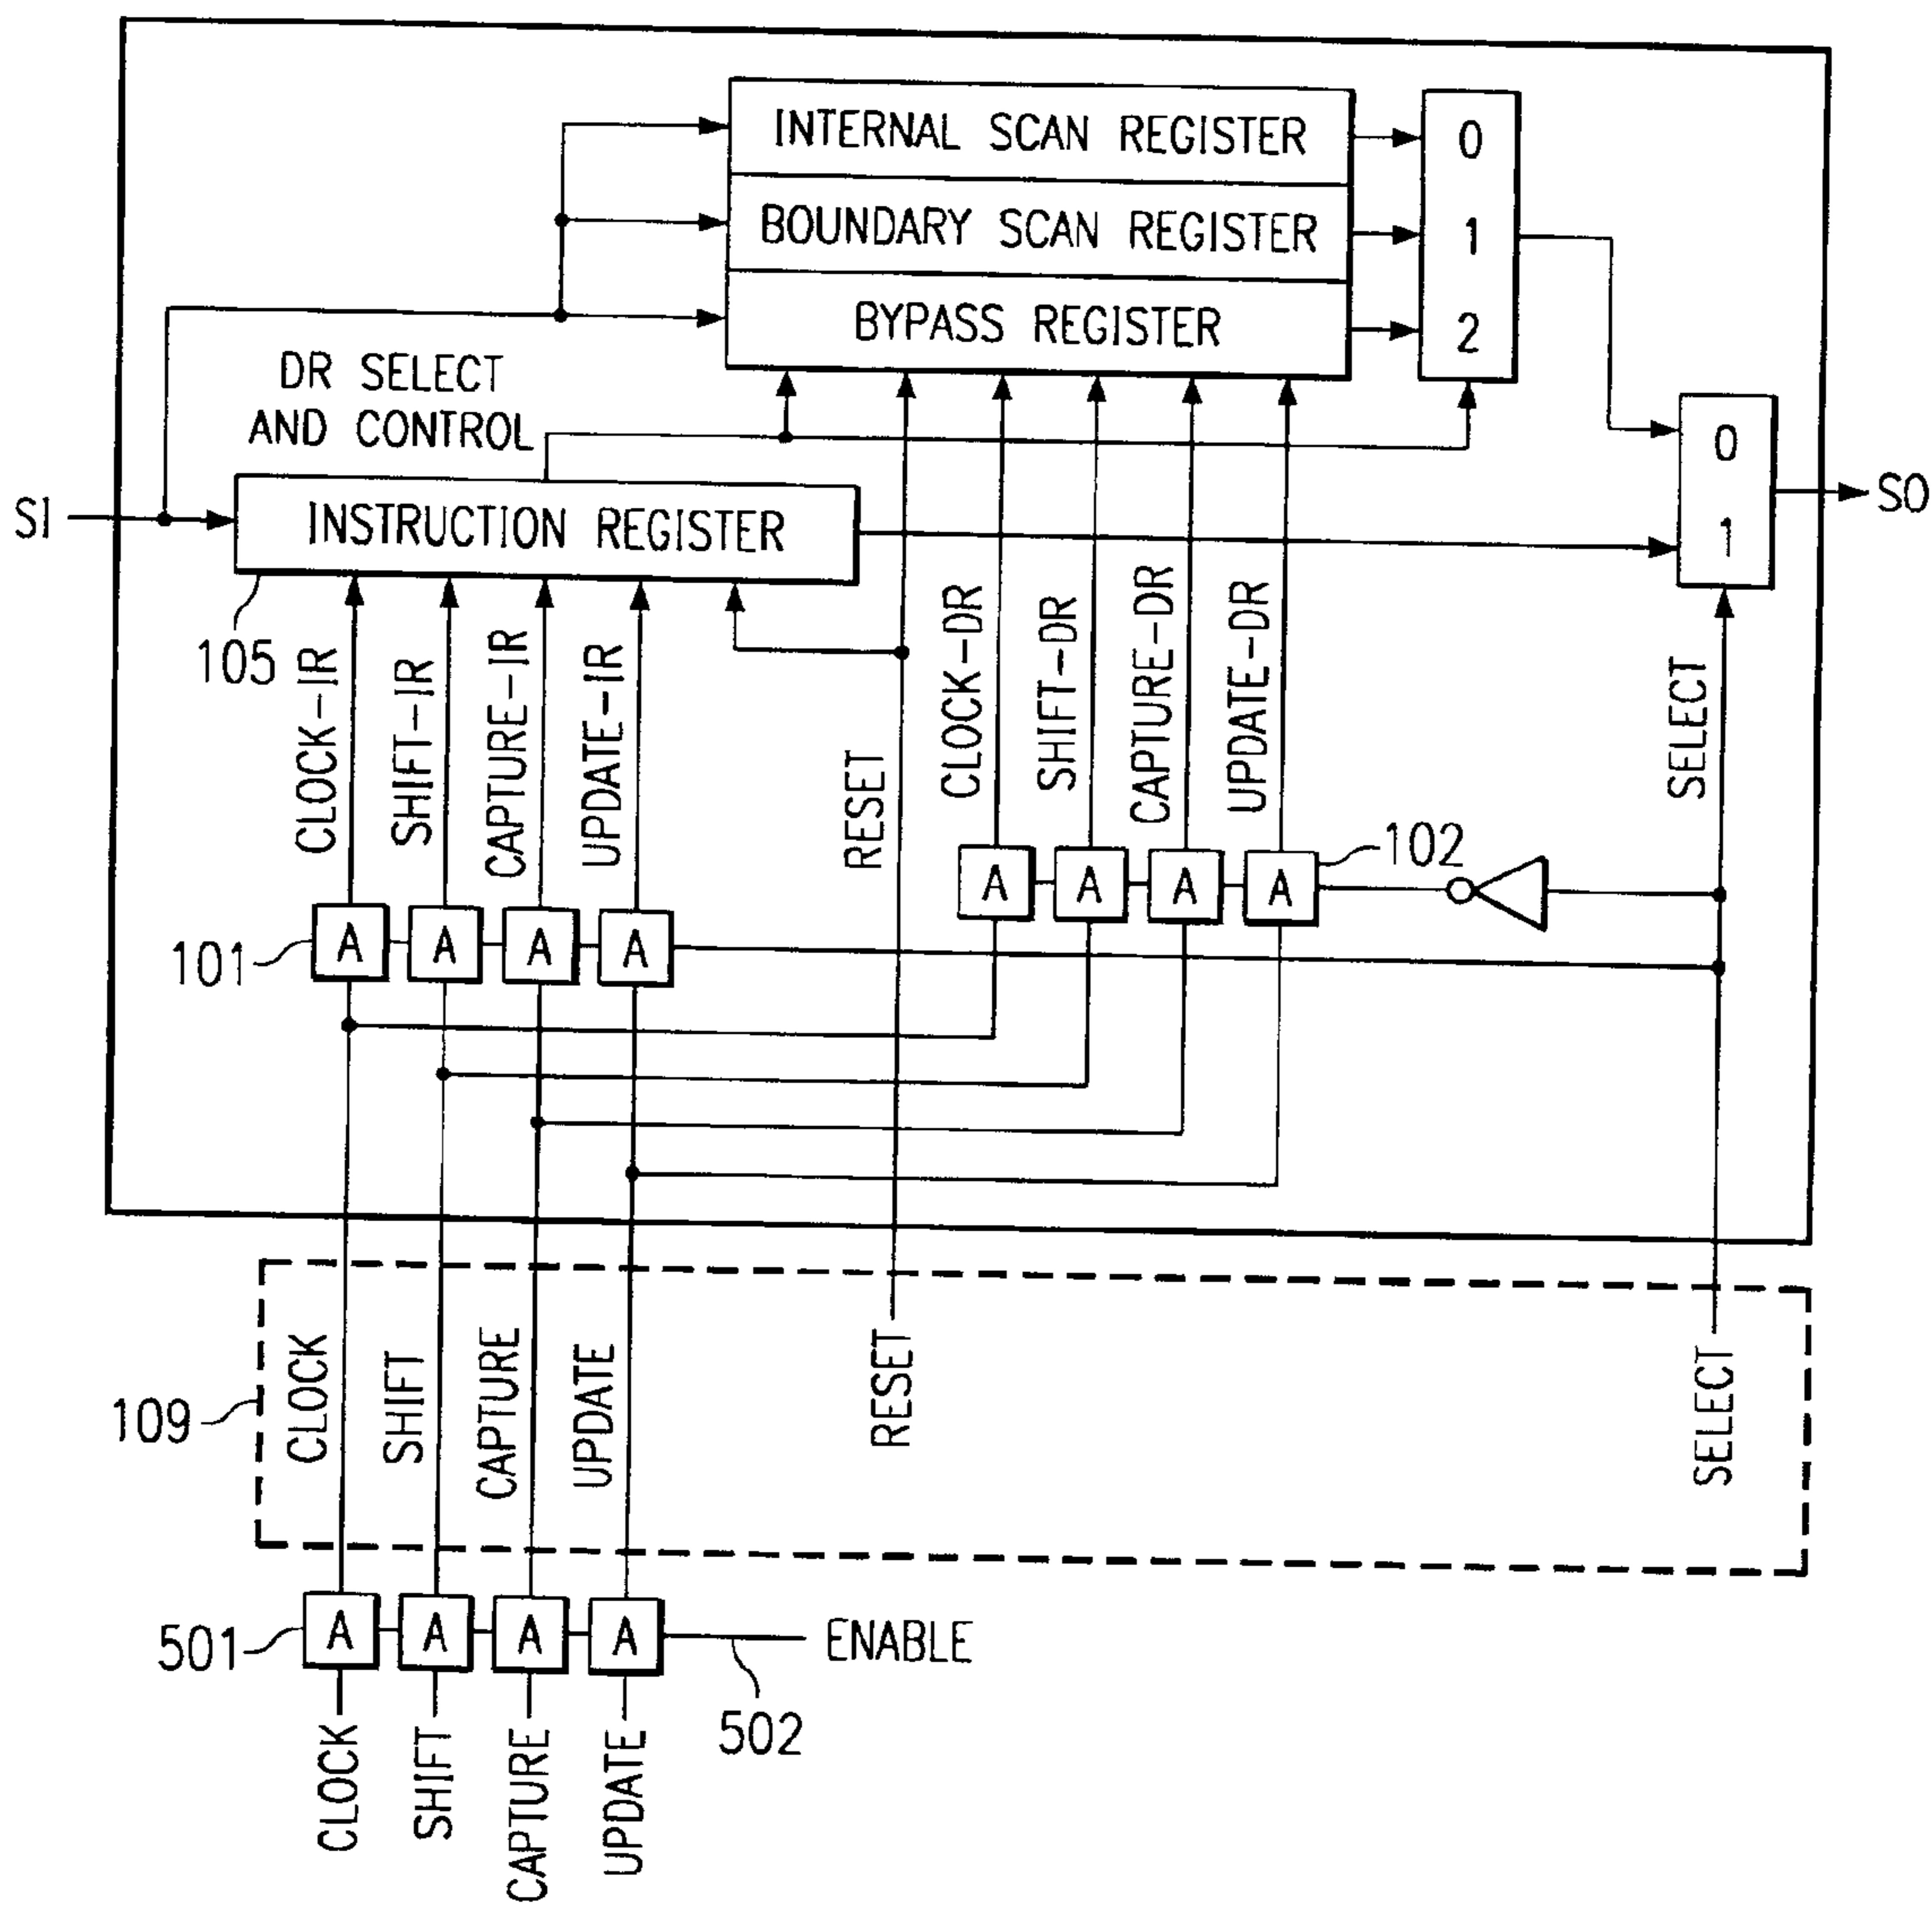 INTERNAL SCAN REGISTER
0
BOUNDARY SCAN REGISTER
1
BYPASS REGISTER
2
DR SELECT
AND CONTROL
0
SI
INSTRUCTION REGISTER
1
SO
105
CLOCK-IR
SHIFT-IR
CAPTURE-IR
UPDATE-IR
RESET
CLOCK-DR
SHIFT-DR
CAPTURE-DR
UPDATE-DR
SELECT
A
A
A
A
102
101
A
A
A
A
109
CLOCK
SHIFT
CAPTURE
UPDATE
RESET
SELECT
501
A
A
A
A
ENABLE
502
CLOCK
SHIFT
CAPTURE
UPDATE